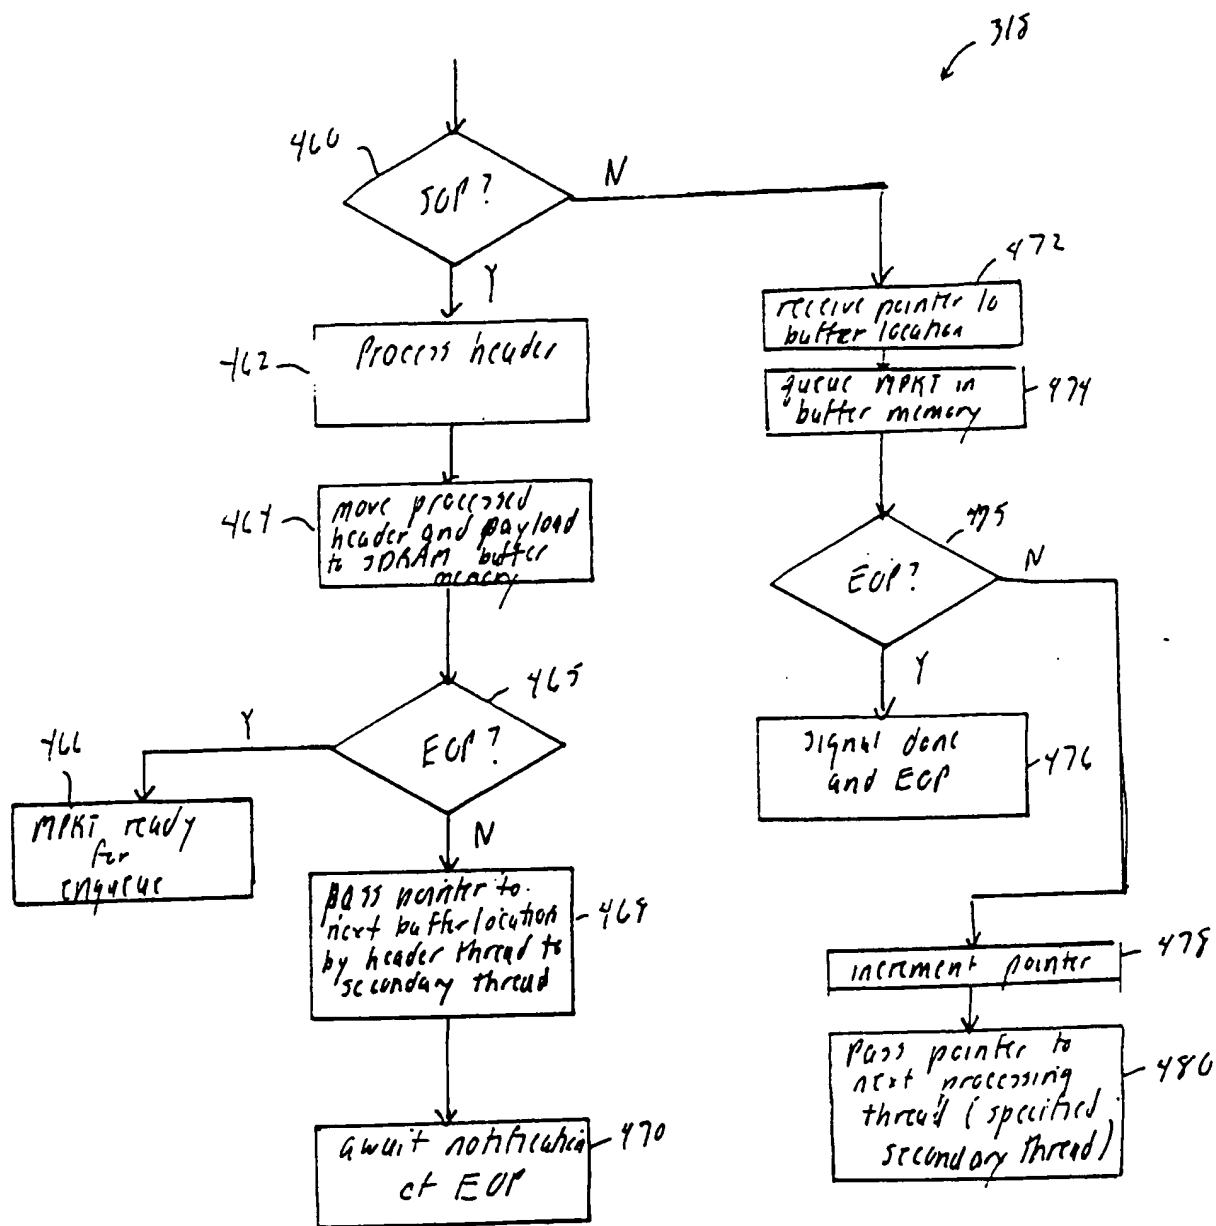 318
460
SOP?
N
Y
472
receive pointer to
buffer location
462
Process header
queue MPKT in
buffer memory
474
464
move processed
header and payload
to SDRAM buffer
memory
475
EOP?
N
Y
465
EOP?
Y
N
466
MPKT ready
for
enqueue
signal done
and EOP
476
pass pointer to
next buffer location
by header thread to
secondary thread
468
increment pointer
478
Pass pointer to
next processing
thread (specified
secondary thread)
480
await notification
of EOP
470